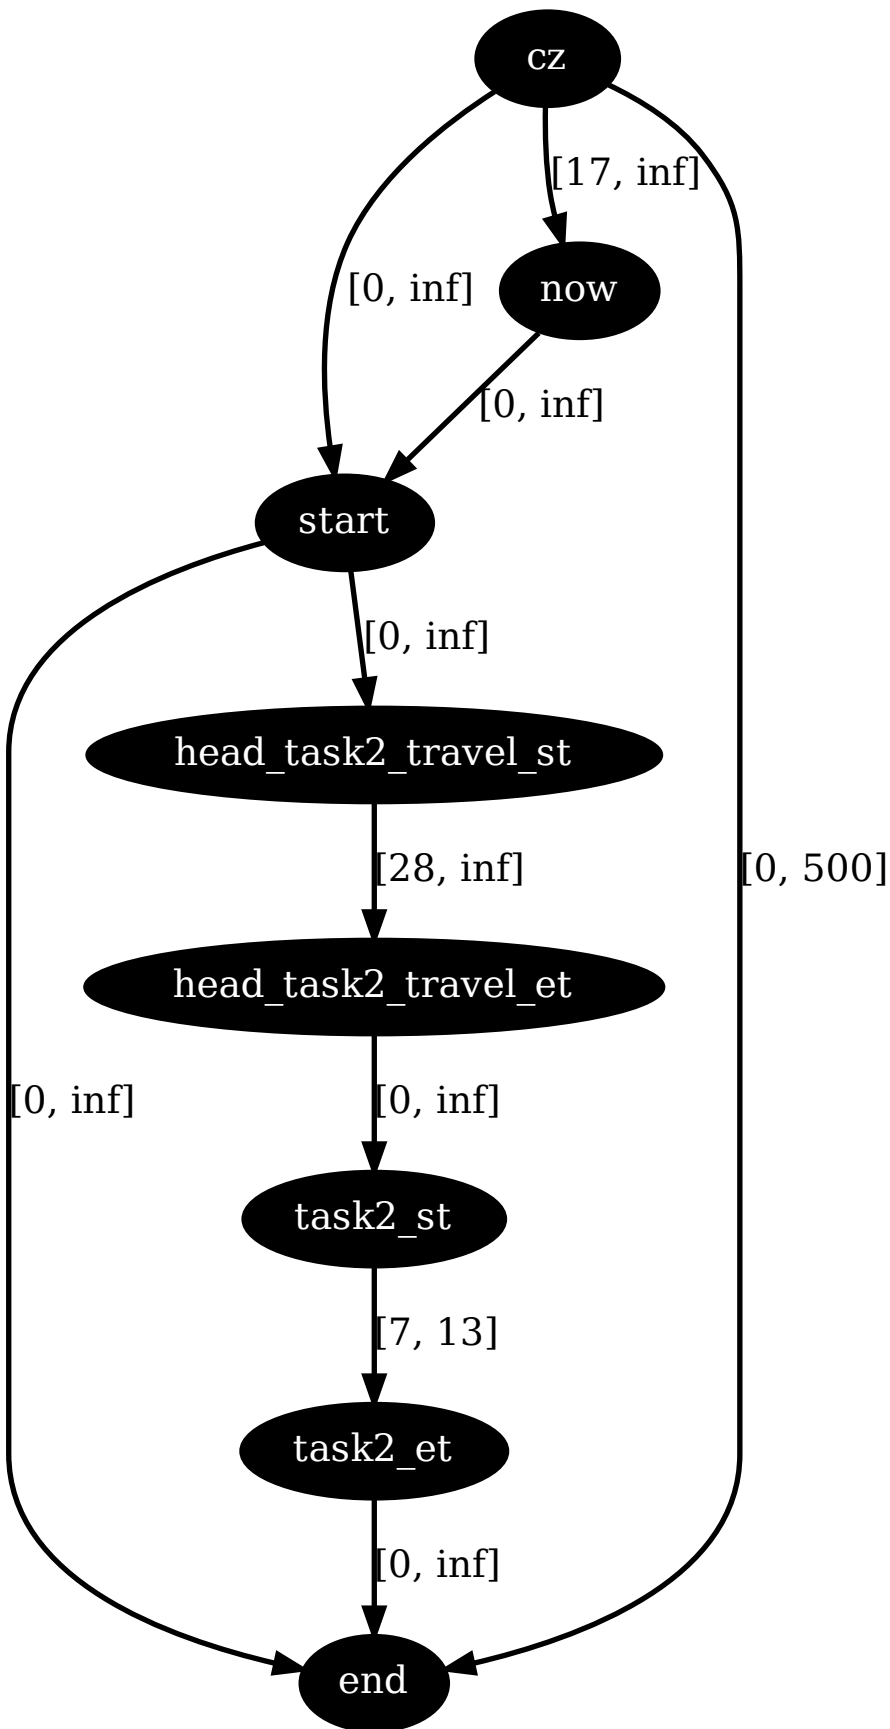 cz
[17, inf]
[0, inf]
now
[0, inf]
start
[0, inf]
head_task2_travel_st
[28, inf]
[0, 500]
head_task2_travel_et
[0, inf]
[0, inf]
task2_st
[7, 13]
task2_et
[0, inf]
end